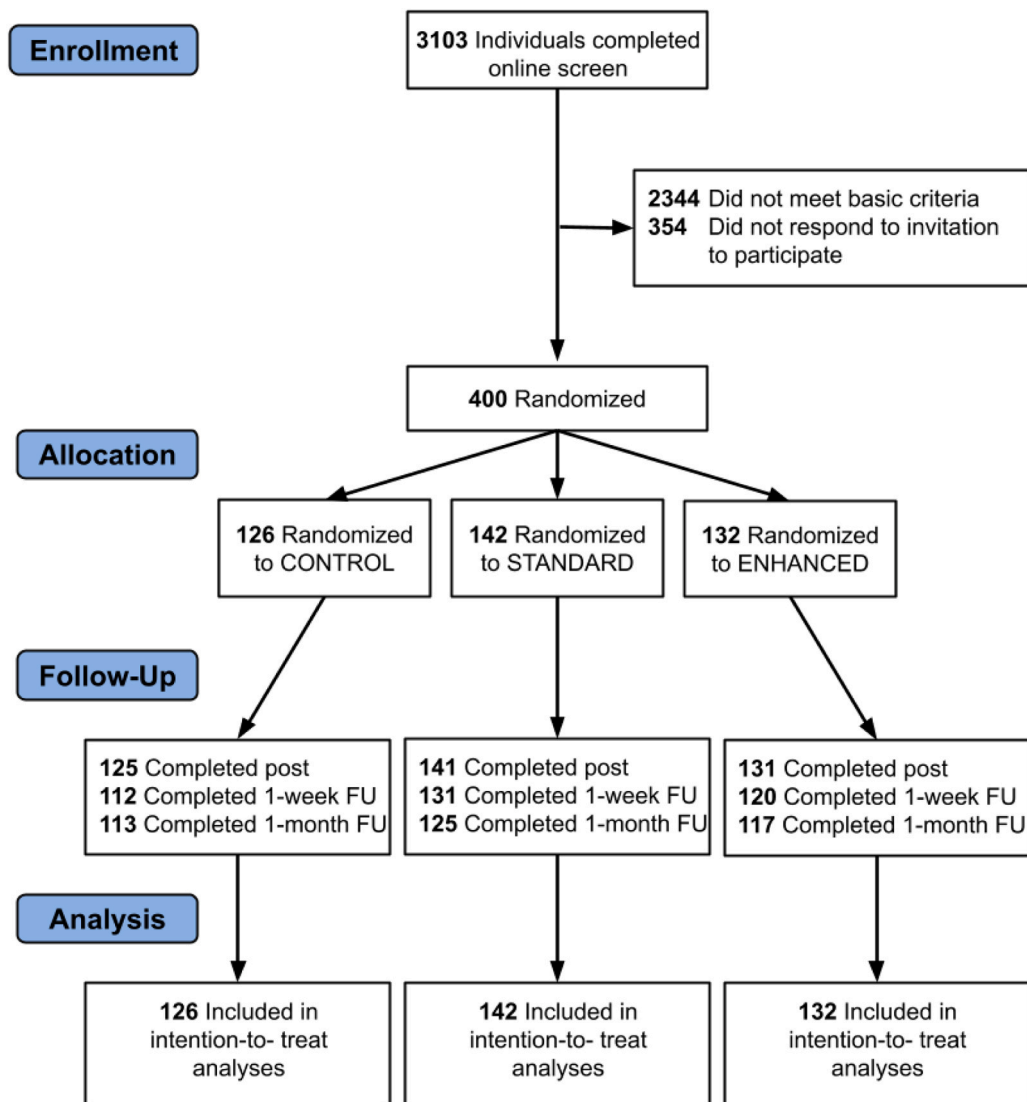 Enrollment
3103 Individuals completed
online screen
2344 Did not meet basic criteria
354 Did not respond to invitation
to participate
400 Randomized
Allocation
126 Randomized
to CONTROL
142 Randomized
to STANDARD
132 Randomized
to ENHANCED
Follow-Up
125 Completed post
112 Completed 1-week FU
113 Completed 1-month FU
141 Completed post
131 Completed 1-week FU
125 Completed 1-month FU
131 Completed post
120 Completed 1-week FU
117 Completed 1-month FU
Analysis
126 Included in
intention-to- treat
analyses
142 Included in
intention-to- treat
analyses
132 Included in
intention-to- treat
analyses